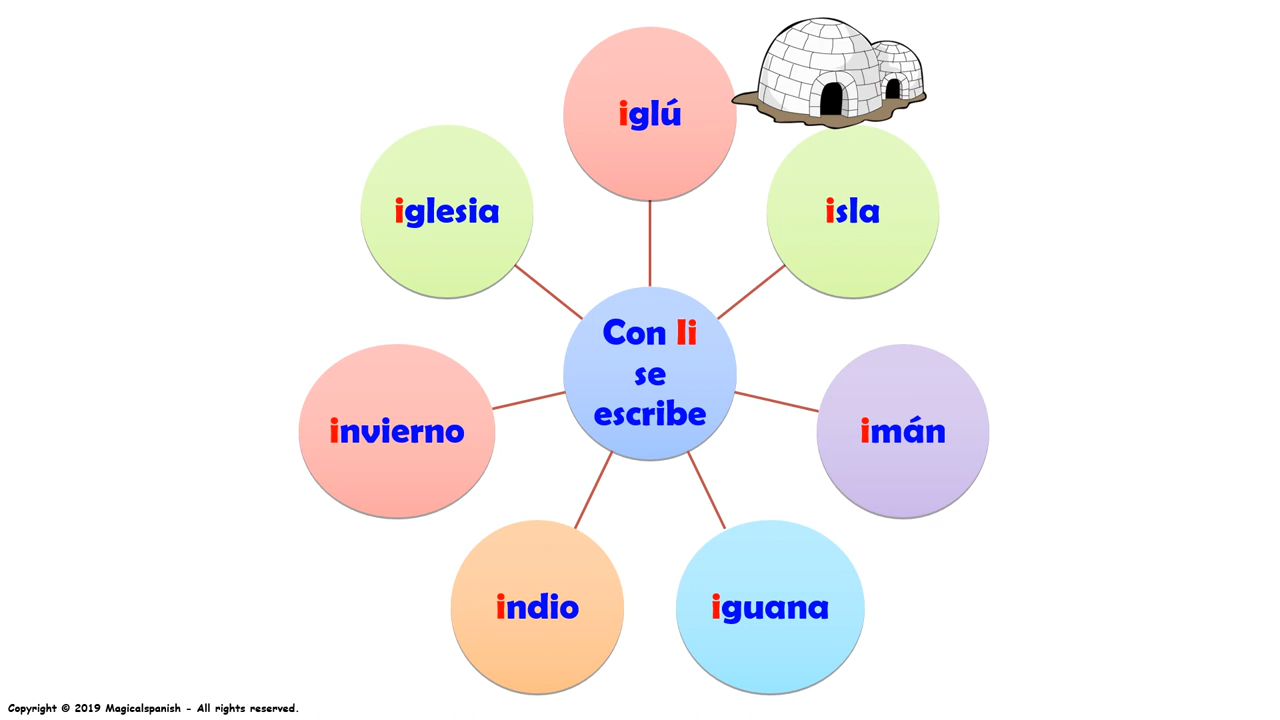 iglú
isla
imán
iguana
indio
invierno
iglesia
Con Ii
se
escribe
Copyright © 2019 Magicalspanish - All rights reserved.